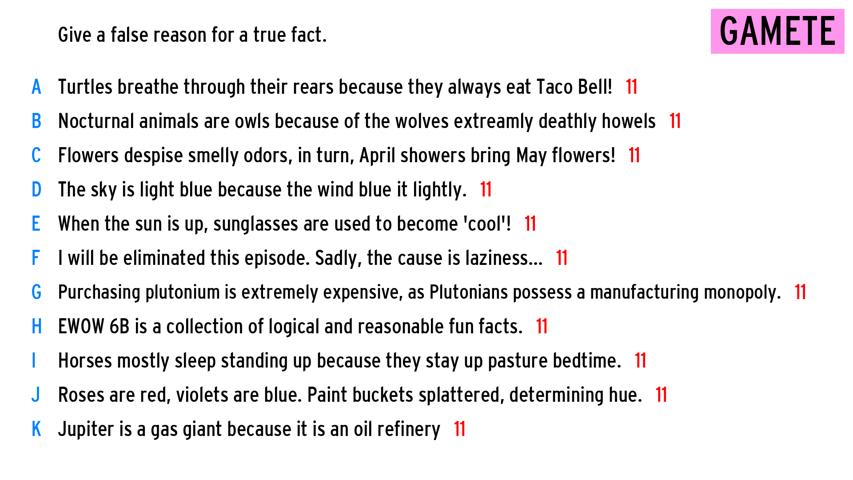 Give a false reason for a true fact.
GAMETE
A Turtles breathe through their rears because they always eat Taco Bell! 11
B Nocturnal animals are owls because of the wolves extreamly deathly howels 11
C Flowers despise smelly odors, in turn, April showers bring May flowers! 11
D The sky is light blue because the wind blue it lightly. 11
E When the sun is up, sunglasses are used to become 'cool'! 11
F I will be eliminated this episode. Sadly, the cause is laziness... 11
G Purchasing plutonium is extremely expensive, as Plutonians possess a manufacturing monopoly. 11
H EWOW 6B is a collection of logical and reasonable fun facts. 11
I Horses mostly sleep standing up because they stay up pasture bedtime. 11
J Roses are red, violets are blue. Paint buckets splattered, determining hue. 11
K Jupiter is a gas giant because it is an oil refinery 11